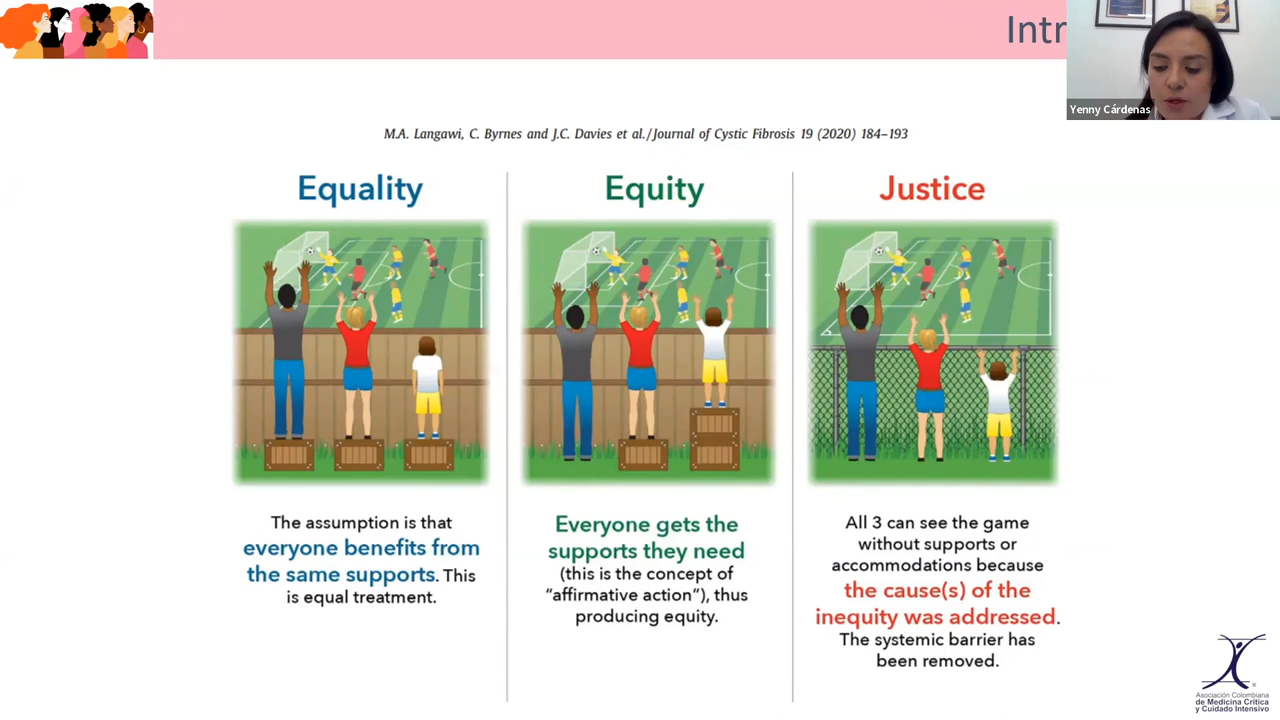 Intr
Yenny Cárdenas
M.A. Langawi, C. Byrnes and J.C. Davies et al./Journal of Cystic Fibrosis 19 (2020) 184–193
Equality
The assumption is that
everyone benefits from
the same supports. This
is equal treatment.
Equity
Everyone gets the
supports they need
(this is the concept of
“affirmative action”), thus
producing equity.
Justice
All 3 can see the game
without supports or
accommodations because
the cause(s) of the
inequity was addressed.
The systemic barrier has
been removed.
Asociación Colombiana
de Medicina Crítica
y Cuidado Intensivo